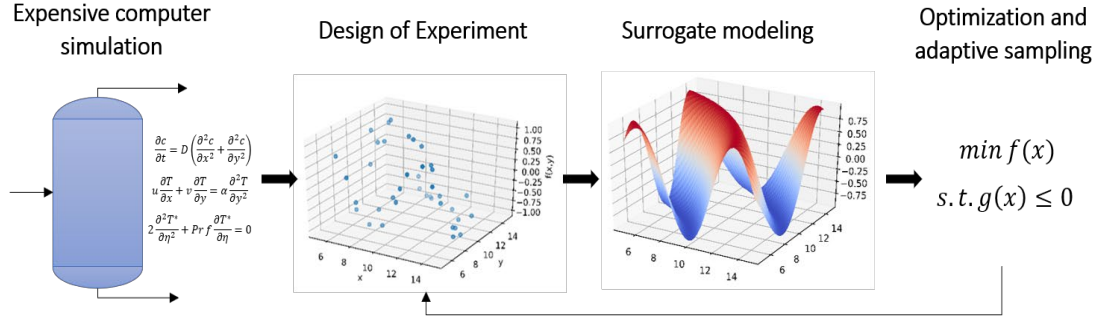 Expensive computer
simulation
Design of Experiment
Surrogate modeling
Optimization and
adaptive sampling
∂c/∂t = D(∂²c/∂x² + ∂²c/∂y²)
u ∂T/∂x + v ∂T/∂y = α ∂²T/∂y²
2 ∂²T*/∂η² + Pr f ∂T*/∂η = 0
1.00
0.75
0.50
0.25
0.00
−0.25
−0.50
−0.75
−1.00
f(x,y)
6 8 10 12 14
x
6 8 10 12 14
y
0.75
0.50
0.25
0.00
−0.25
−0.50
−0.75
6 8 10 12 14
6 8 10 12 14
min f(x)
s.t. g(x) ≤ 0